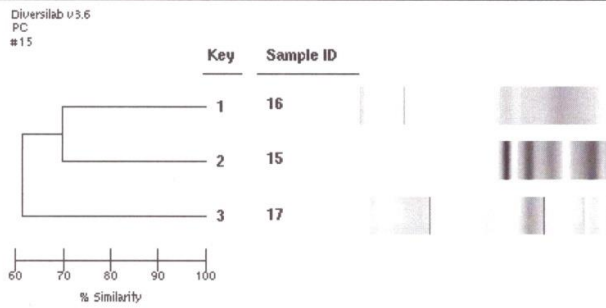 Diversilab v3.6
PC
#15
Key Sample ID
1 16
2 15
3 17
60 70 80 90 100
% Similarity